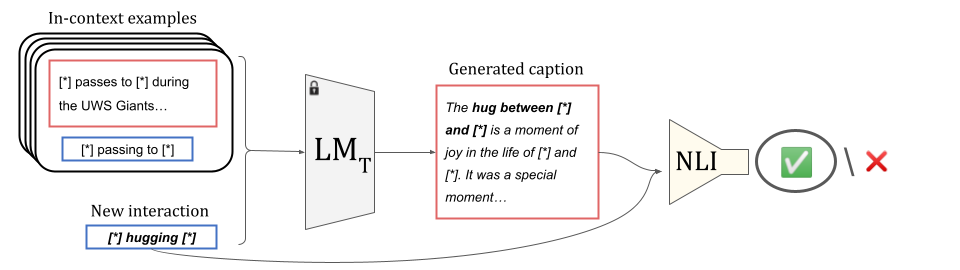 In-context examples
[*] passes to [*] during
the UWS Giants…
[*] passing to [*]
New interaction
[*] hugging [*]
LM_T
Generated caption
The hug between [*]
and [*] is a moment of
joy in the life of [*] and
[*]. It was a special
moment…
NLI
✅ \ ❌